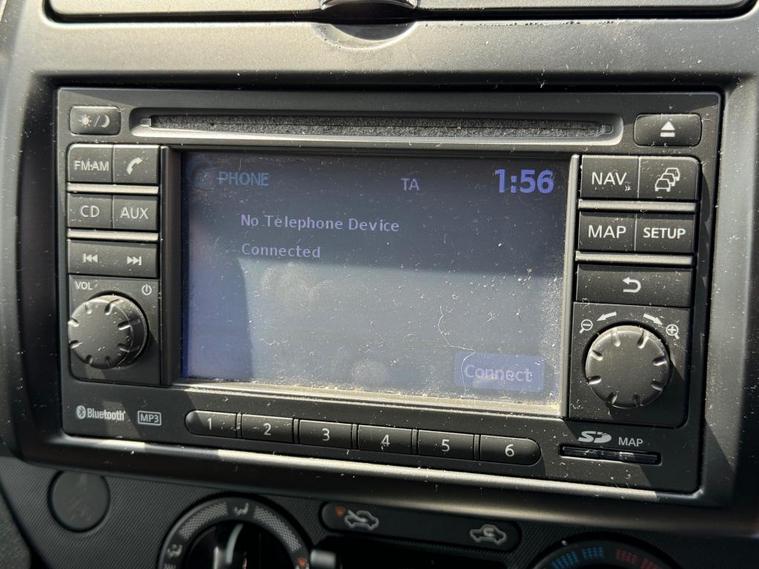 FM·AM
CD AUX
VOL
PHONE TA 1:56
No Telephone Device
Connected
Connect
NAV
MAP SETUP
Bluetooth® MP3
1 2 3 4 5 6
SD MAP